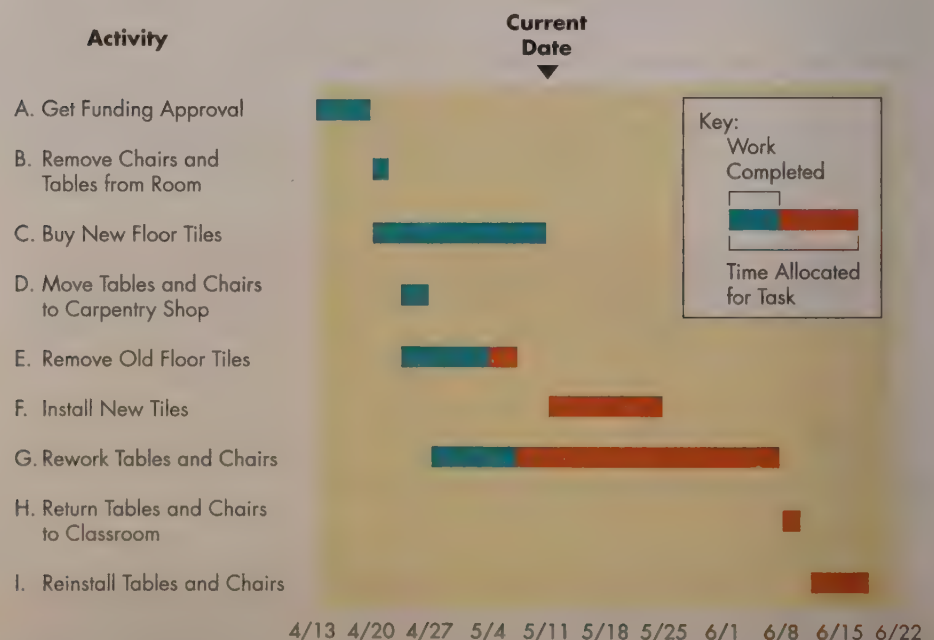 Activity
Current
Date
A. Get Funding Approval
B. Remove Chairs and
Tables from Room
C. Buy New Floor Tiles
D. Move Tables and Chairs
to Carpentry Shop
E. Remove Old Floor Tiles
F. Install New Tiles
G. Rework Tables and Chairs
H. Return Tables and Chairs
to Classroom
I. Reinstall Tables and Chairs
Key:
Work
Completed
Time Allocated
for Task
4/13 4/20 4/27 5/4 5/11 5/18 5/25 6/1 6/8 6/15 6/22